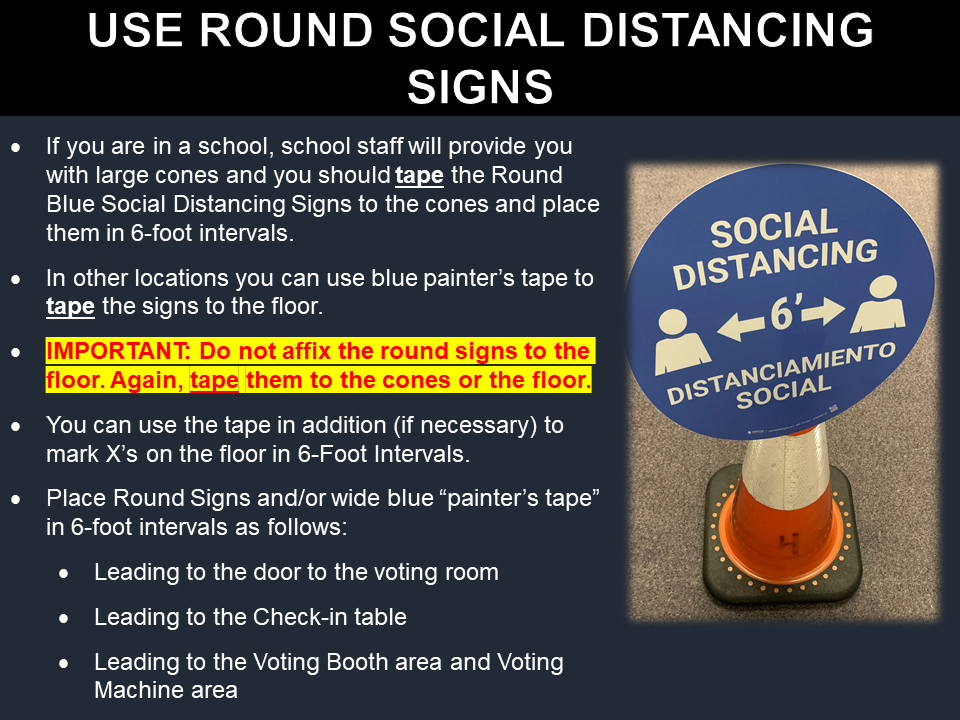 USE ROUND SOCIAL DISTANCING
SIGNS
• If you are in a school, school staff will provide you
with large cones and you should tape the Round
Blue Social Distancing Signs to the cones and place
them in 6-foot intervals.
• In other locations you can use blue painter’s tape to
tape the signs to the floor.
• IMPORTANT: Do not affix the round signs to the
floor. Again, tape them to the cones or the floor.
• You can use the tape in addition (if necessary) to
mark X’s on the floor in 6-Foot Intervals.
• Place Round Signs and/or wide blue “painter’s tape”
in 6-foot intervals as follows:
• Leading to the door to the voting room
• Leading to the Check-in table
• Leading to the Voting Booth area and Voting
Machine area
SOCIAL
DISTANCING
6’
DISTANCIAMIENTO
SOCIAL
4